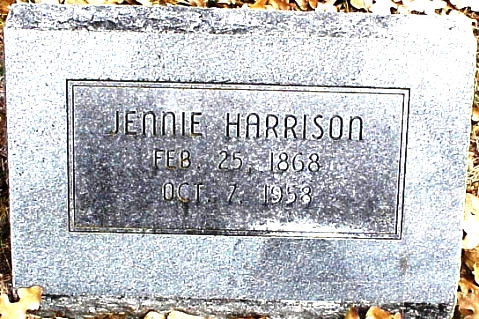 JENNIE HARRISON
FEB. 25, 1868
OCT. 7, 1958